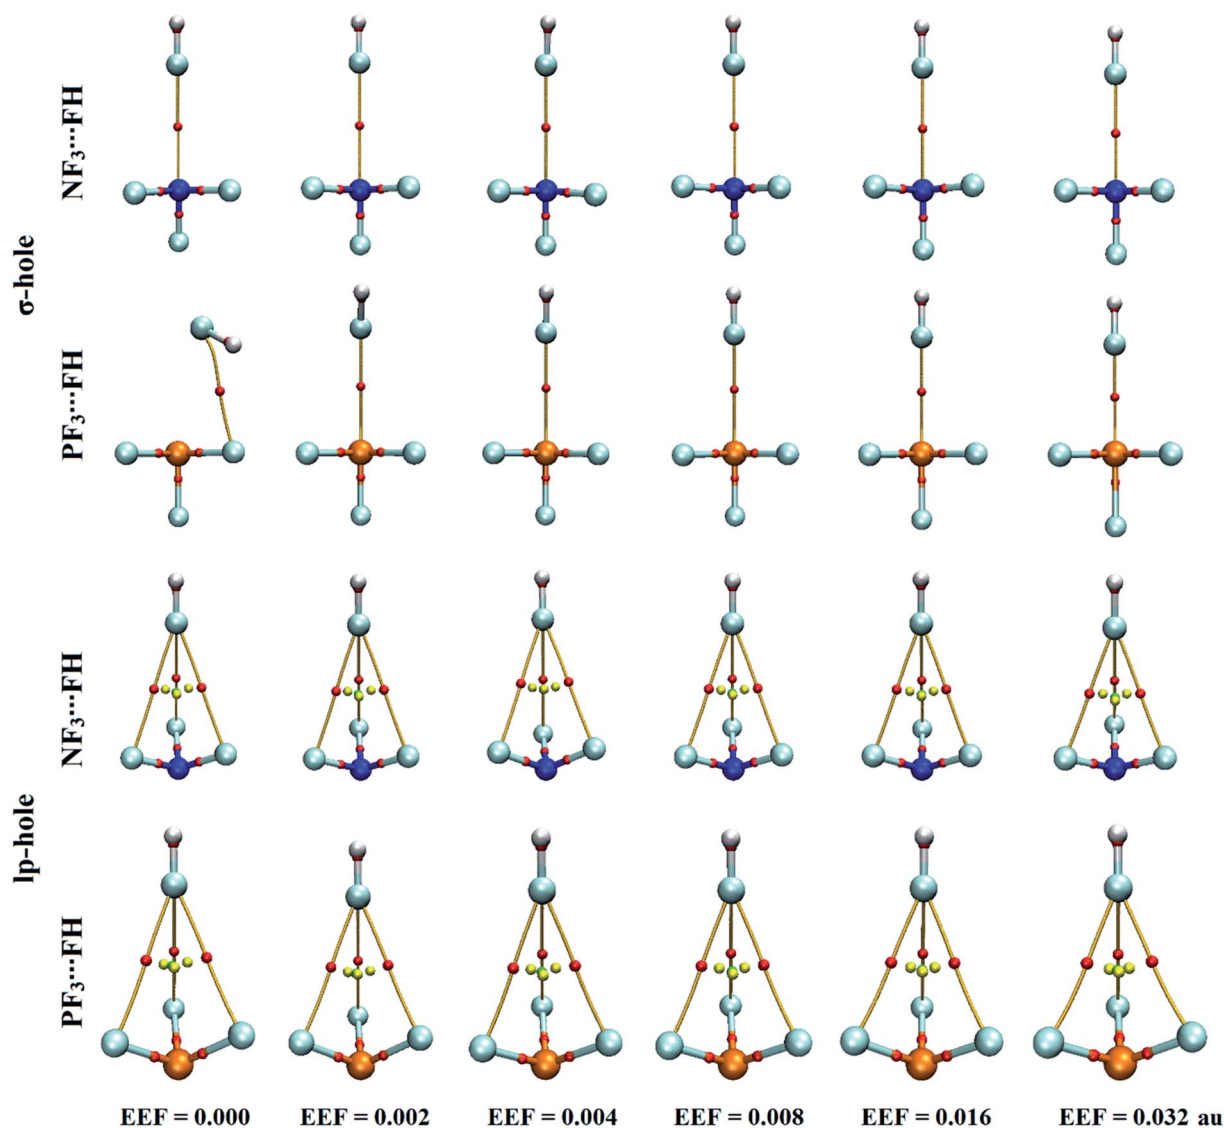 σ-hole
NF₃···FH
PF₃···FH
lp-hole
NF₃···FH
PF₃···FH
EEF = 0.000 EEF = 0.002 EEF = 0.004 EEF = 0.008 EEF = 0.016 EEF = 0.032 au